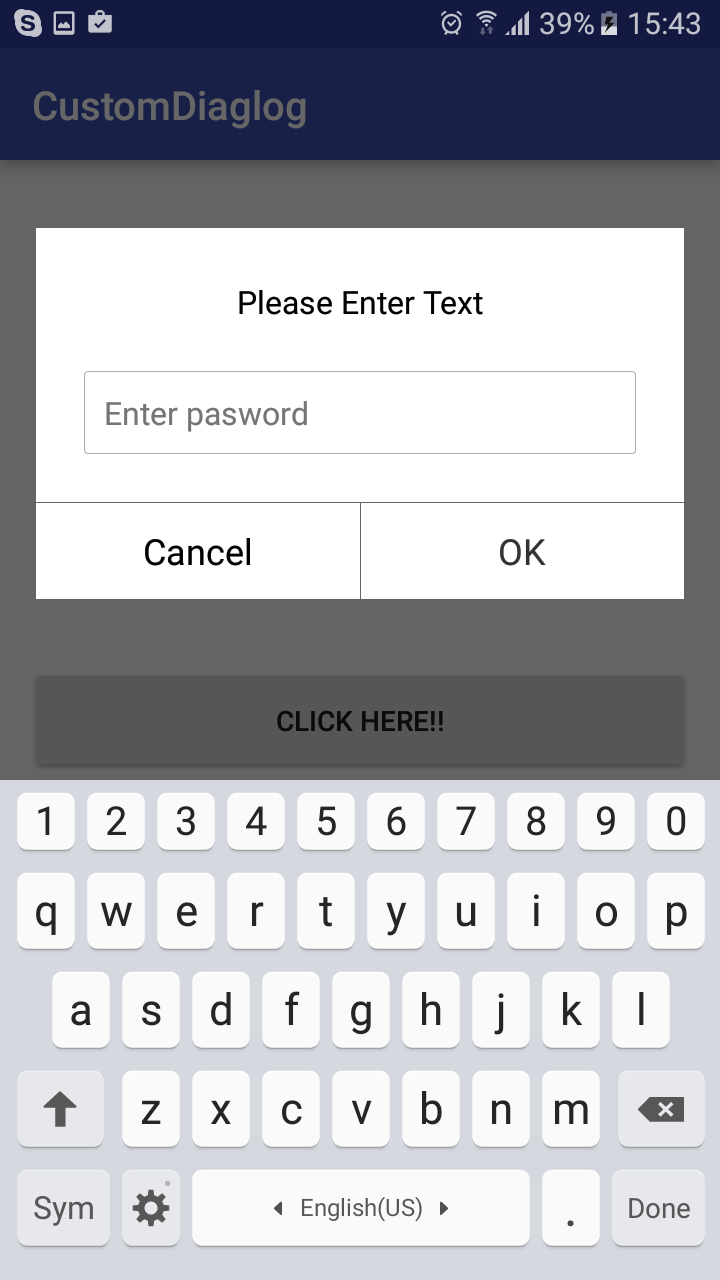 S 39% 15:43
CustomDiaglog
Please Enter Text
Enter pasword
Cancel OK
CLICK HERE!!
1 2 3 4 5 6 7 8 9 0
q w e r t y u i o p
a s d f g h j k l
z x c v b n m
Sym English(US) . Done